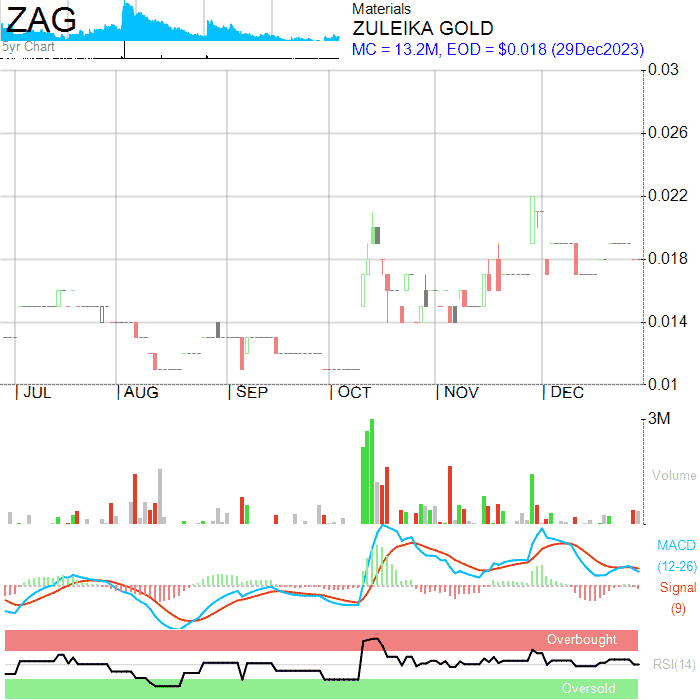 ZAG
5yr Chart
Materials
ZULEIKA GOLD
MC = 13.2M, EOD = $0.018 (29Dec2023)
0.03
0.026
0.022
0.018
0.014
0.01
JUL AUG SEP OCT NOV DEC
3M
Volume
MACD
(12-26)
Signal
(9)
Overbought
RSI(14)
Oversold